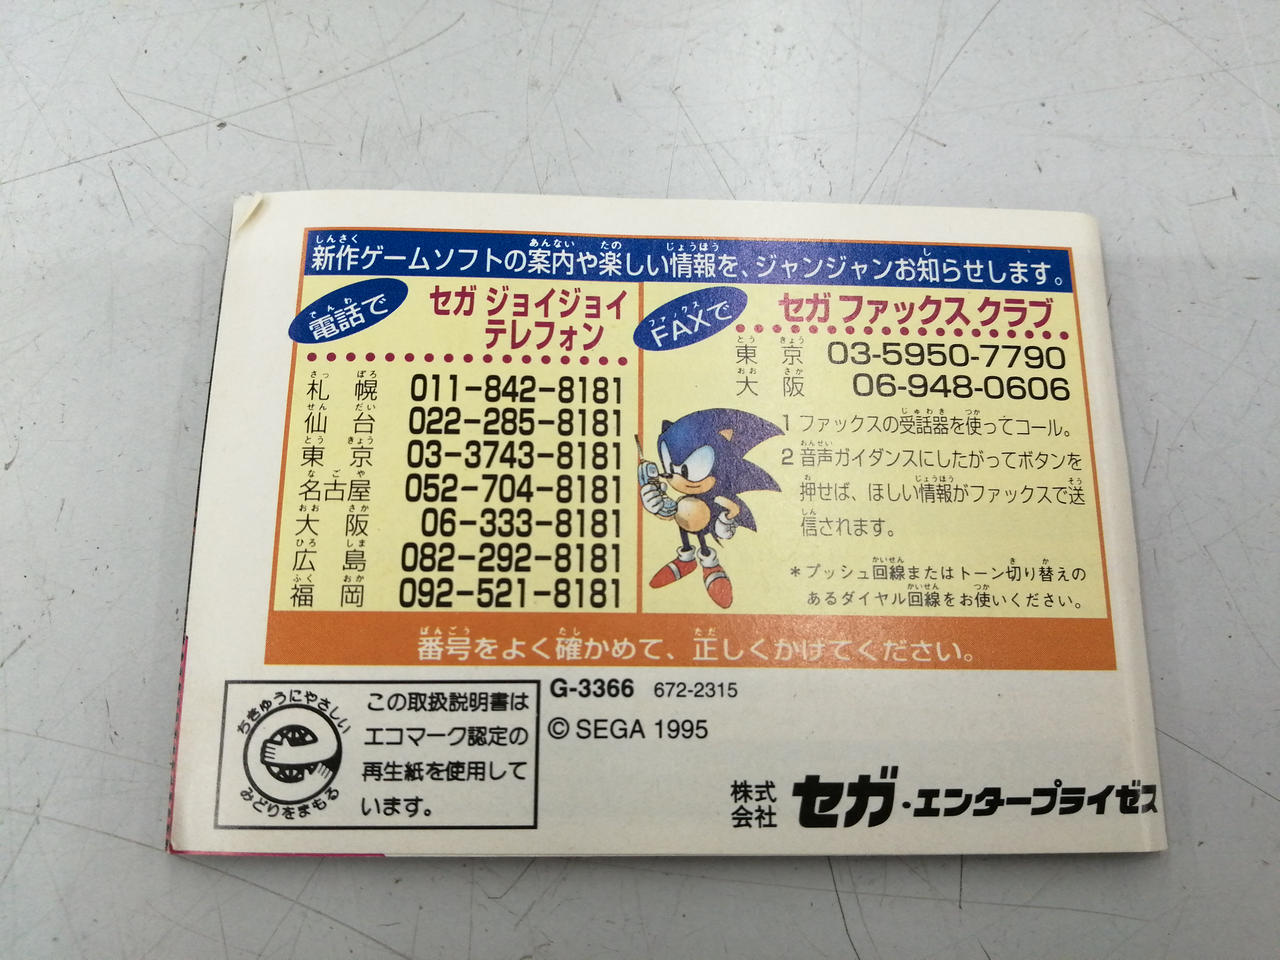 新作ゲームソフトの案内や楽しい情報を、ジャンジャンお知らせします。
電話で
セガ ジョイジョイ
テレフォン
札幌 011-842-8181
仙台 022-285-8181
東京 03-3743-8181
名古屋 052-704-8181
大阪 06-333-8181
広島 082-292-8181
福岡 092-521-8181
FAXで
セガ ファックス クラブ
東京 03-5950-7790
大阪 06-948-0606
1 ファックスの受話器を使ってコール。
2 音声ガイダンスにしたがってボタンを
押せば、ほしい情報がファックスで送
信されます。
*プッシュ回線またはトーン切り替えの
あるダイヤル回線をお使いください。
番号をよく確かめて、正しくかけてください。
ちきゅうにやさしい
みどりをまもる
この取扱説明書は
エコマーク認定の
再生紙を使用して
います。
G-3366 672-2315
© SEGA 1995
株式会社 セガ・エンタープライゼス